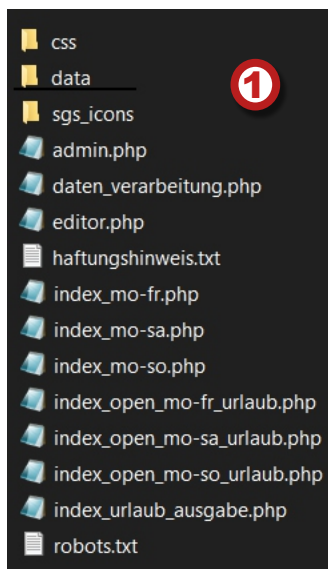 css
data
1
sgs_icons
admin.php
daten_verarbeitung.php
editor.php
haftungshinweis.txt
index_mo-fr.php
index_mo-sa.php
index_mo-so.php
index_open_mo-fr_urlaub.php
index_open_mo-sa_urlaub.php
index_open_mo-so_urlaub.php
index_urlaub_ausgabe.php
robots.txt